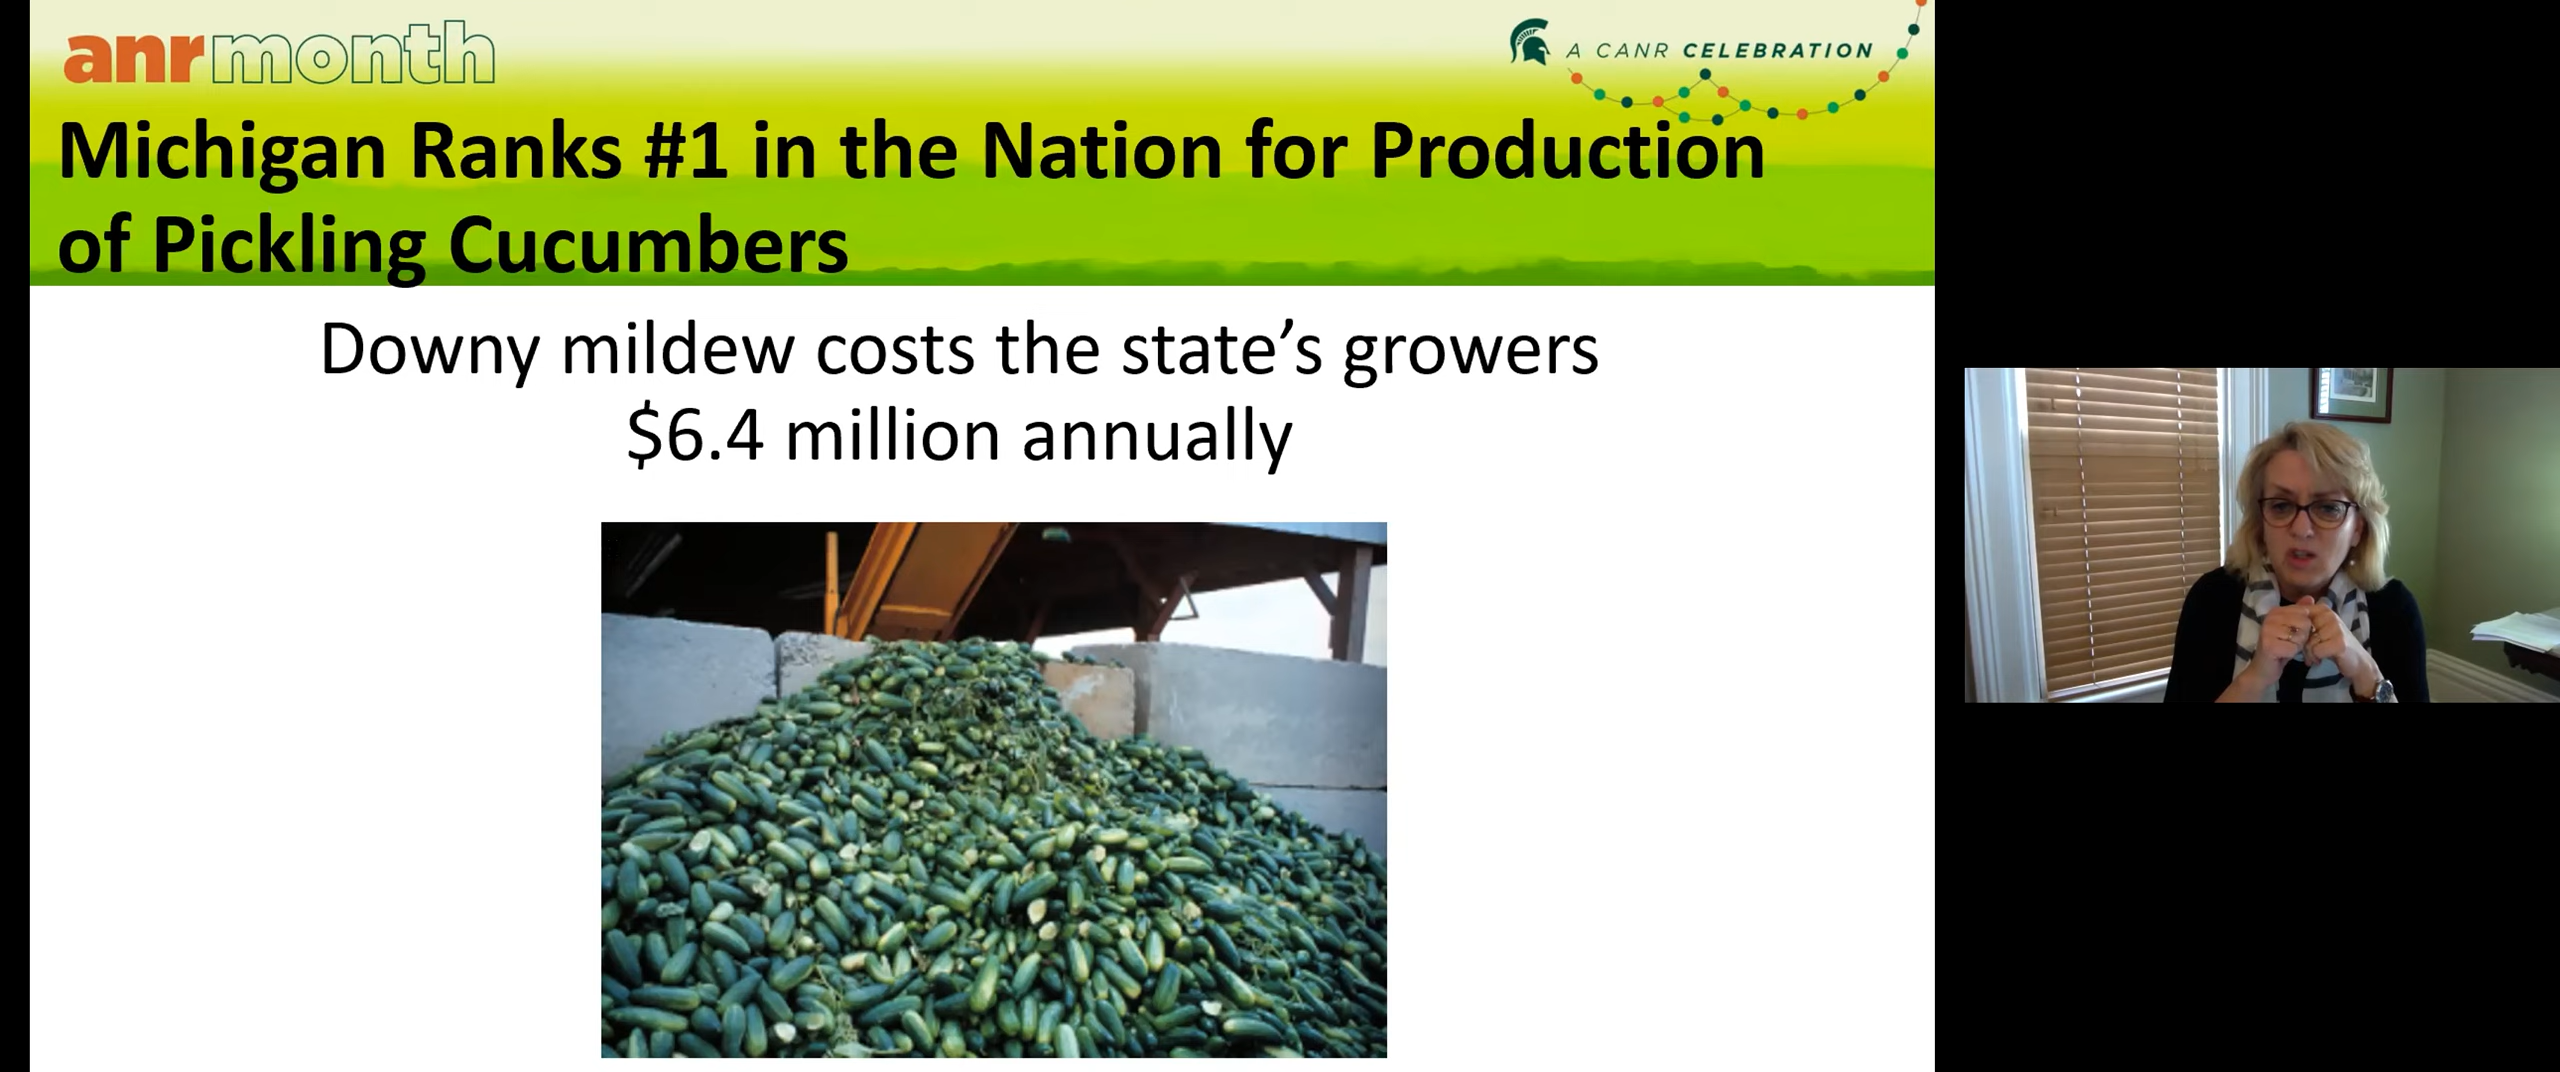 anrmonth
A CANR CELEBRATION
Michigan Ranks #1 in the Nation for Production
of Pickling Cucumbers
Downy mildew costs the state’s growers
$6.4 million annually